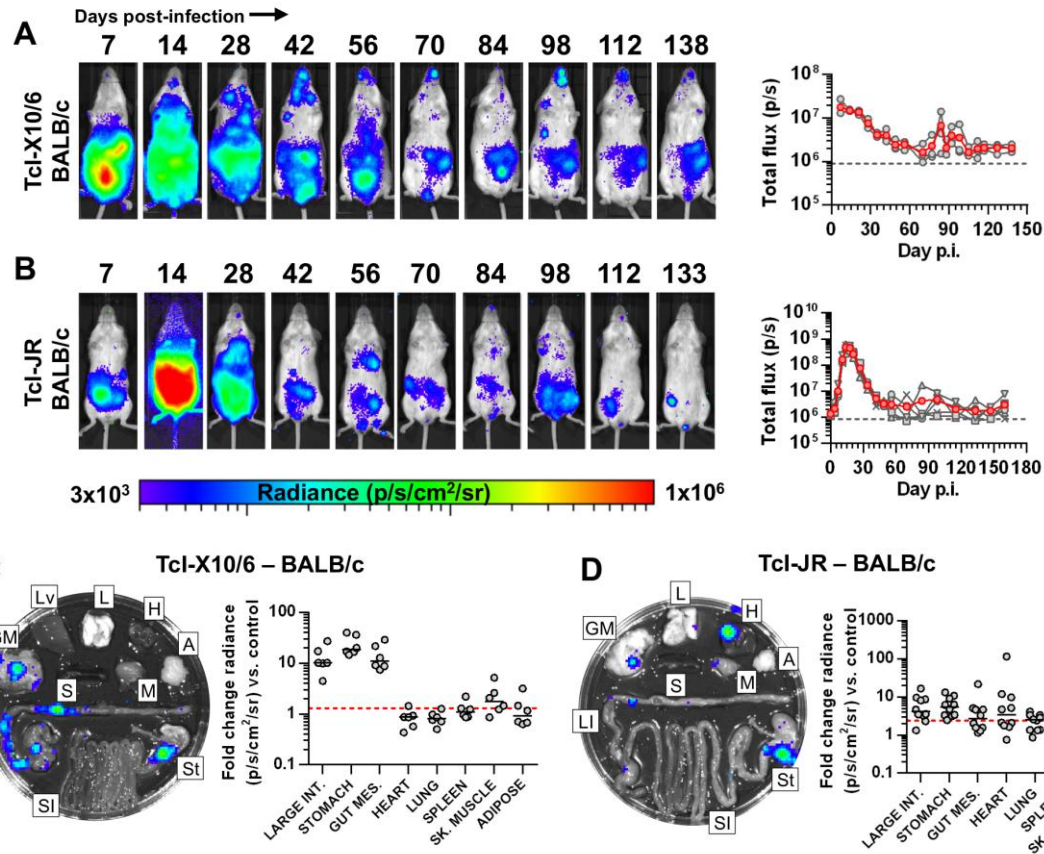 Days post-infection
A
7 14 28 42 56 70 84 98 112 138
TcI-X10/6
BALB/c
Total flux (p/s)
10⁸
10⁷
10⁶
10⁵
0 30 60 90 120 150
Day p.i.
B
7 14 28 42 56 70 84 98 112 133
TcI-JR
BALB/c
Total flux (p/s)
10¹⁰
10⁹
10⁸
10⁷
10⁶
10⁵
0 30 60 90 120 150 180
Day p.i.
3x10³ Radiance (p/s/cm²/sr) 1x10⁶
TcI-X10/6 – BALB/c
Lv
L
H
GM
A
S
M
St
SI
Fold change radiance
(p/s/cm²/sr) vs. control
100
10
1
0.1
LARGE INT.
STOMACH
GUT MES.
HEART
LUNG
SPLEEN
SK. MUSCLE
ADIPOSE
D
TcI-JR – BALB/c
L
H
GM
A
S
M
LI
St
SI
Fold change radiance
(p/s/cm²/sr) vs. control
1000
100
10
1
0.1
LARGE INT.
STOMACH
GUT MES.
HEART
LUNG
SPLE
SK.